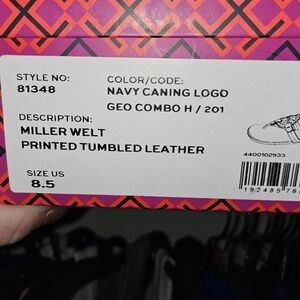 STYLE NO:
81348
COLOR/CODE:
NAVY CANING LOGO
GEO COMBO H / 201
DESCRIPTION:
MILLER WELT
PRINTED TUMBLED LEATHER
SIZE US
8.5
4400102933